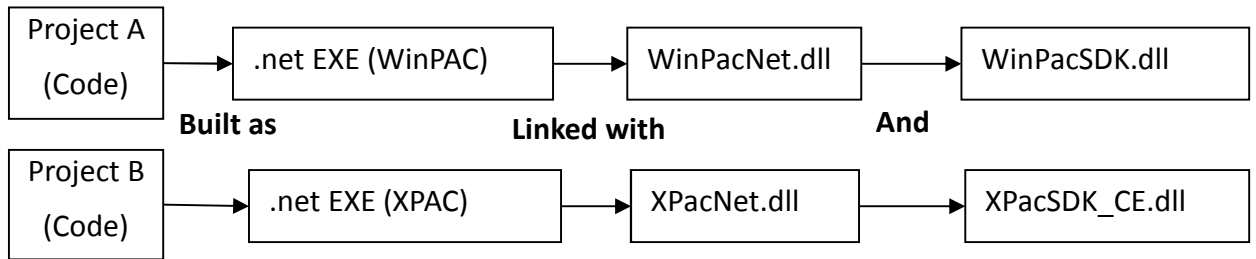 Project A
(Code)
.net EXE (WinPAC)
WinPacNet.dll
WinPacSDK.dll
Built as
Linked with
And
Project B
(Code)
.net EXE (XPAC)
XPacNet.dll
XPacSDK_CE.dll